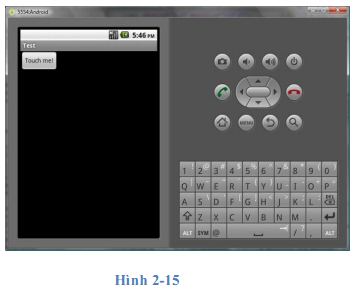 5554:Android
5:46 PM
Test
Touch me!
MENU
1 2 3 4 5 6 7 8 9 0
Q W E R T Y U I O P
A S D F G H J K L DEL
Z X C V B N M .
ALT SYM @ / , ALT
Hình 2-15